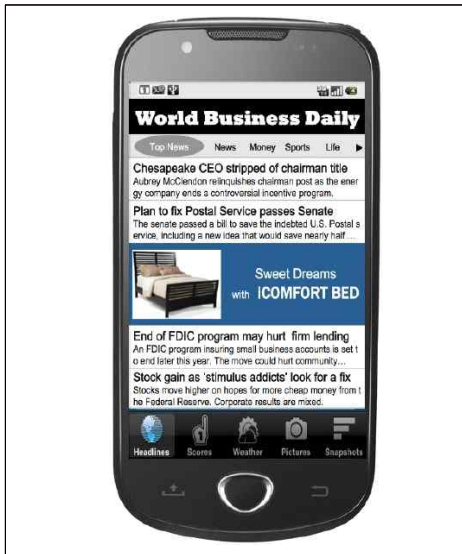 World Business Daily
Top News News Money Sports Life
Chesapeake CEO stripped of chairman title
Aubrey McClendon relinquishes chairman post as the ener
gy company ends a controversial incentive program.
Plan to fix Postal Service passes Senate
The senate passed a bill to save the indebted U.S. Postal s
ervice, including a new idea that would save nearly half ...
Sweet Dreams
with iCOMFORT BED
End of FDIC program may hurt firm lending
An FDIC program insuring small business accounts is set t
o end later this year. The move could hurt community...
Stock gain as 'stimulus addicts' look for a fix
Stocks move higher on hopes for more cheap money from t
he Federal Reserve. Corporate results are mixed.
Headlines Scores Weather Pictures Snapshots